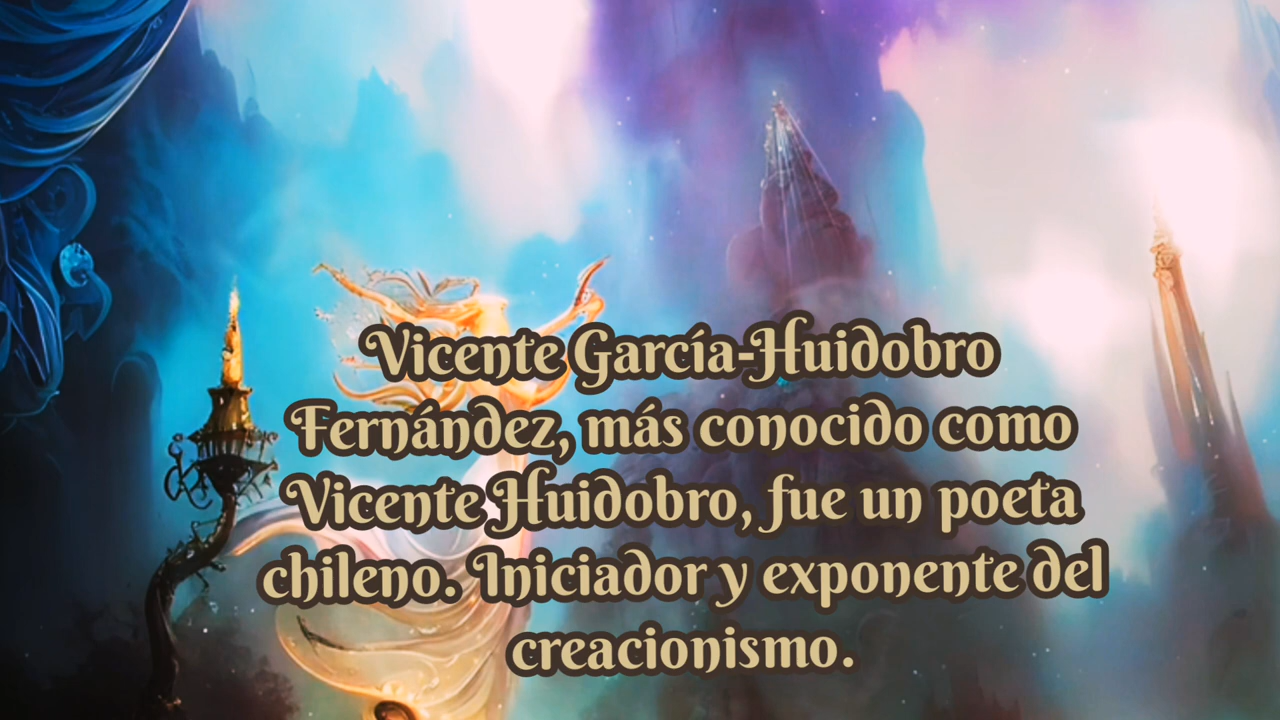 Vicente García-Huidobro
Fernández, más conocido como
Vicente Huidobro, fue un poeta
chileno. Iniciador y exponente del
creacionismo.